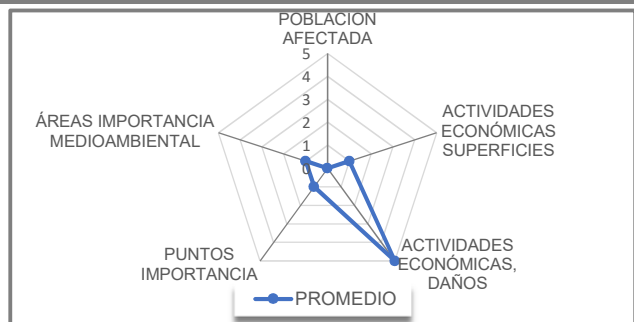 POBLACIÓN
AFECTADA
5
4
3
2
1
0
ACTIVIDADES
ECONÓMICAS
SUPERFICIES
ACTIVIDADES
ECONÓMICAS,
DAÑOS
PUNTOS
IMPORTANCIA
ÁREAS IMPORTANCIA
MEDIOAMBIENTAL
PROMEDIO